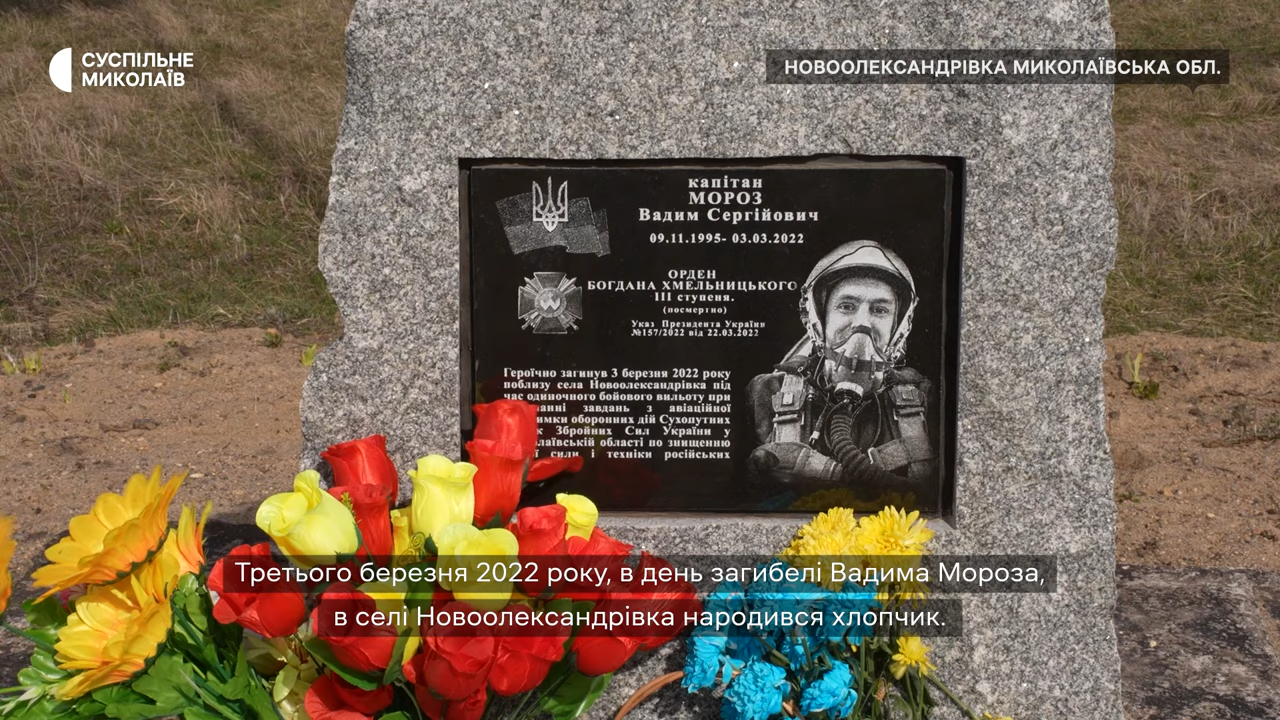 СУСПІЛЬНЕ
МИКОЛАЇВ
НОВООЛЕКСАНДРІВКА МИКОЛАЇВСЬКА ОБЛ.
капітан
МОРОЗ
Вадим Сергійович
09.11.1995- 03.03.2022
ОРДЕН
БОГДАНА ХМЕЛЬНИЦЬКОГО
ІІІ ступеня.
(посмертно)
Указ Президента України
№157/2022 від 22.03.2022
Героїчно загинув 3 березня 2022 року
поблизу села Новоолександрівка під
час одиночного бойового вильоту при
завдань з авіаційної
оборонних дій Сухопутних
Збройних Сил України у
області по знищенню
сили і техніки російських
Третього березня 2022 року, в день загибелі Вадима Мороза,
в селі Новоолександрівка народився хлопчик.